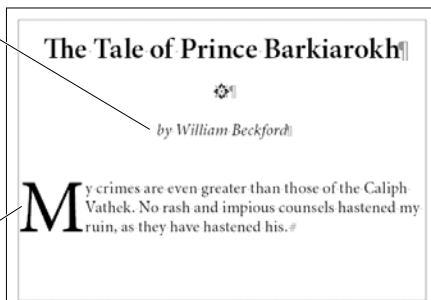 The Tale of Prince Barkiarokh¶
¶
by William Beckford¶
My crimes are even greater than those of the Caliph
Vathek. No rash and impious counsels hastened my
ruin, as they have hastened his.#